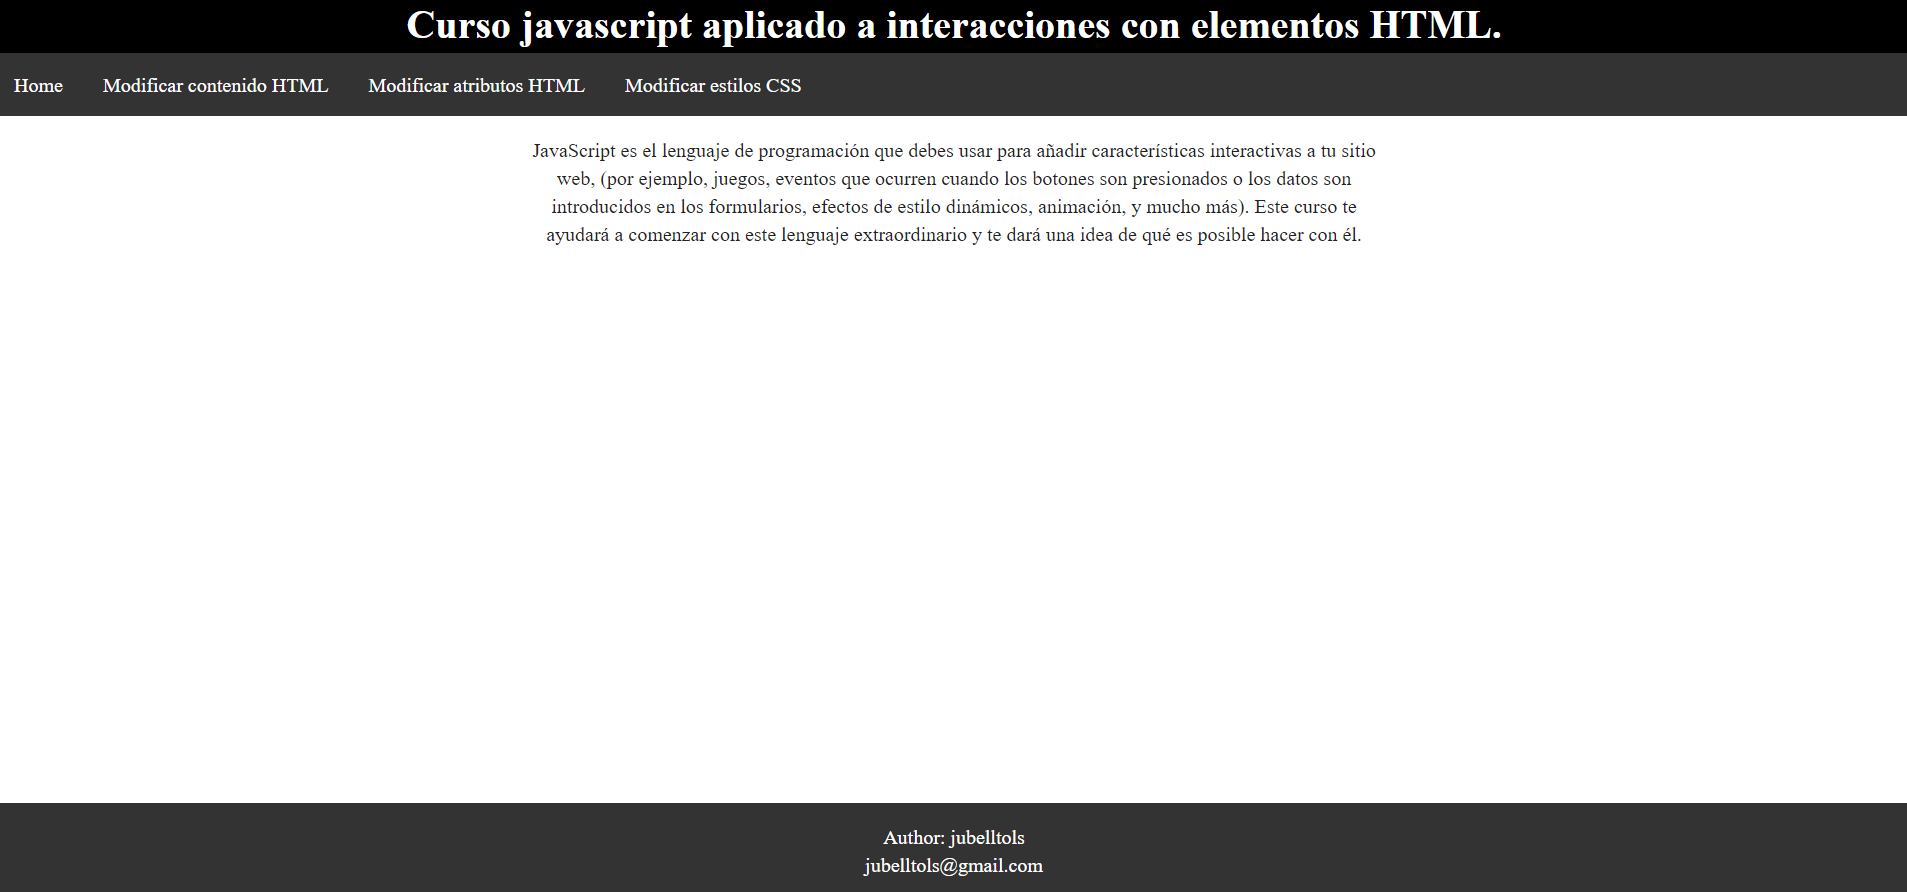 Curso javascript aplicado a interacciones con elementos HTML.
Home Modificar contenido HTML Modificar atributos HTML Modificar estilos CSS
JavaScript es el lenguaje de programación que debes usar para añadir características interactivas a tu sitio
web, (por ejemplo, juegos, eventos que ocurren cuando los botones son presionados o los datos son
introducidos en los formularios, efectos de estilo dinámicos, animación, y mucho más). Este curso te
ayudará a comenzar con este lenguaje extraordinario y te dará una idea de qué es posible hacer con él.
Author: jubelltols
jubelltols@gmail.com